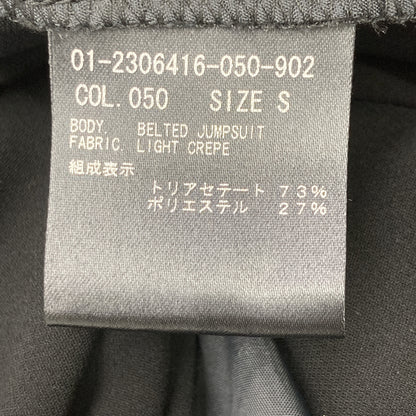 01-2306416-050-902
COL.050 SIZE S
BODY. BELTED JUMPSUIT
FABRIC. LIGHT CREPE
組成表示
トリアセテート 73%
ポリエステル 27%